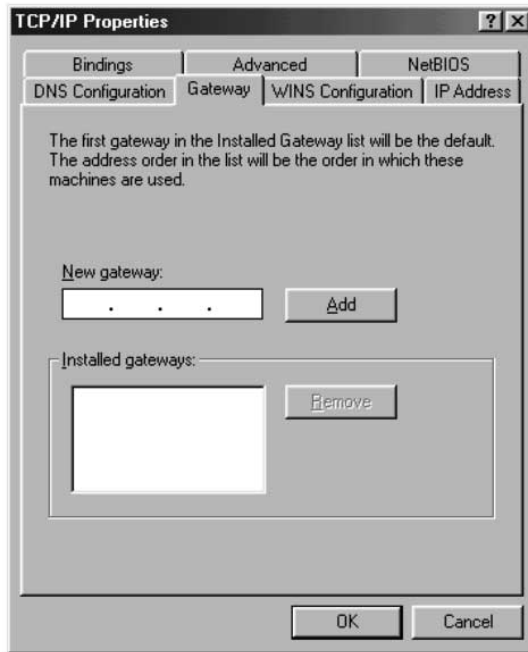 TCP/IP Properties
Bindings Advanced NetBIOS
DNS Configuration Gateway WINS Configuration IP Address
The first gateway in the Installed Gateway list will be the default.
The address order in the list will be the order in which these
machines are used.
New gateway:
. . .
Add
Installed gateways:
Remove
OK Cancel